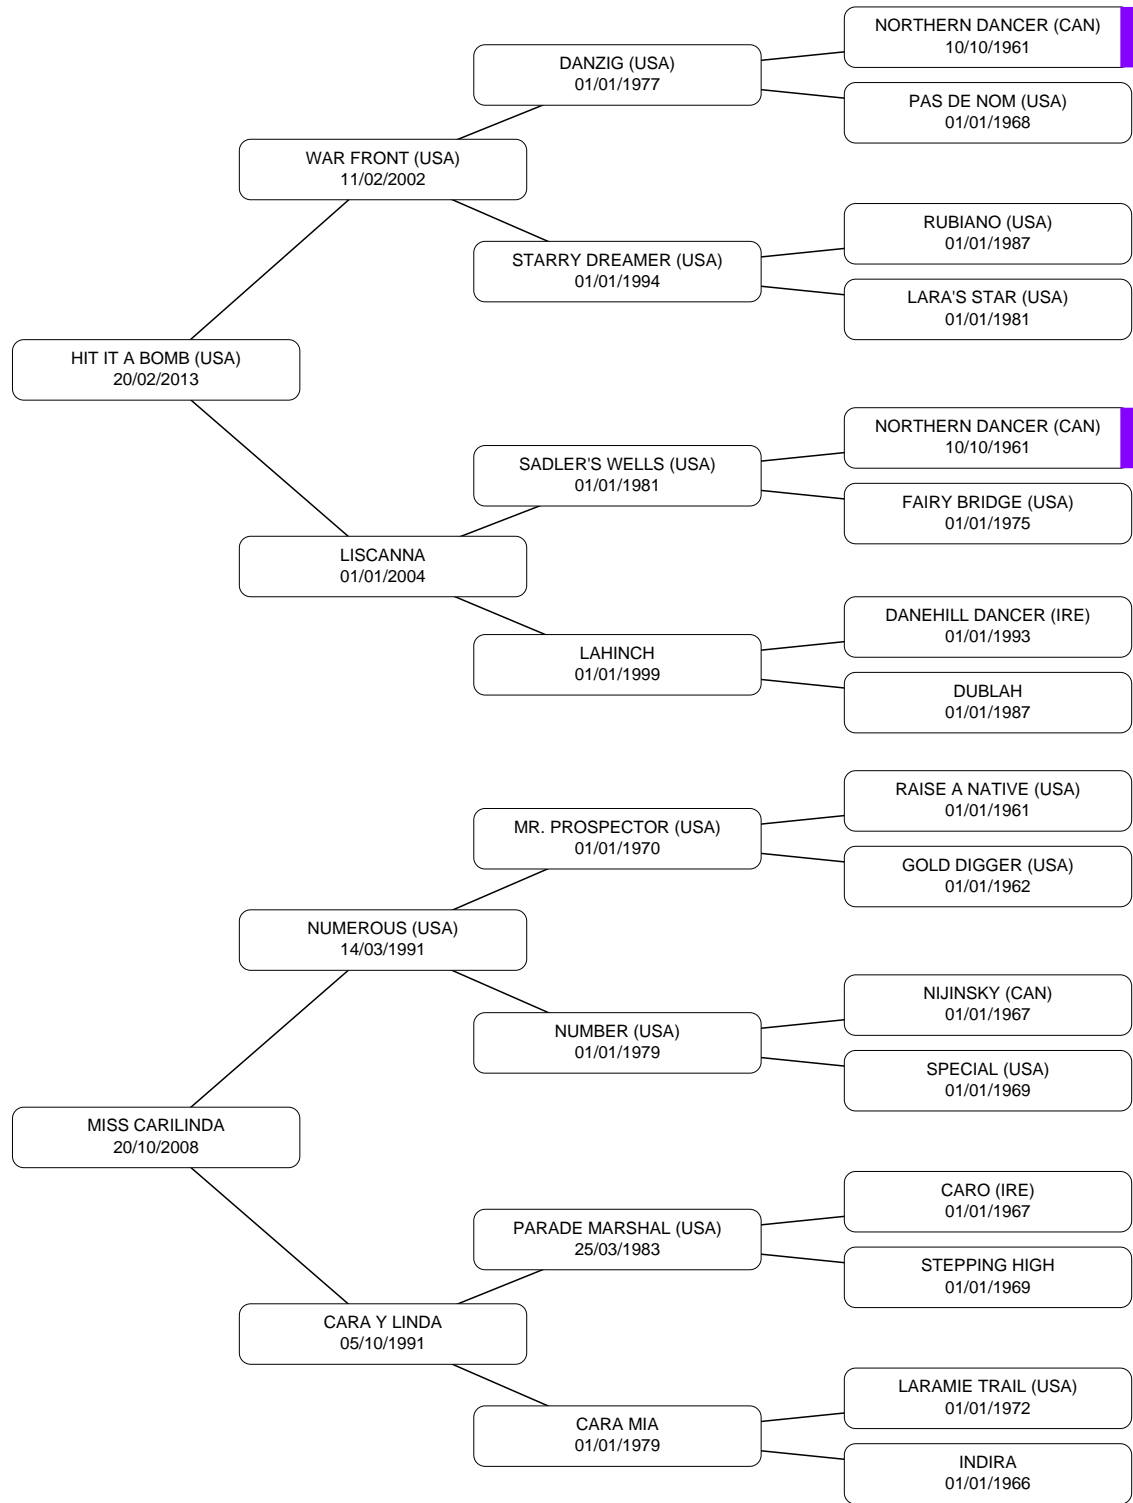 NORTHERN DANCER (CAN)
10/10/1961
DANZIG (USA)
01/01/1977
PAS DE NOM (USA)
01/01/1968
WAR FRONT (USA)
11/02/2002
RUBIANO (USA)
01/01/1987
STARRY DREAMER (USA)
01/01/1994
LARA'S STAR (USA)
01/01/1981
HIT IT A BOMB (USA)
20/02/2013
NORTHERN DANCER (CAN)
10/10/1961
SADLER'S WELLS (USA)
01/01/1981
FAIRY BRIDGE (USA)
01/01/1975
LISCANNA
01/01/2004
DANEHILL DANCER (IRE)
01/01/1993
LAHINCH
01/01/1999
DUBLAH
01/01/1987
RAISE A NATIVE (USA)
01/01/1961
MR. PROSPECTOR (USA)
01/01/1970
GOLD DIGGER (USA)
01/01/1962
NUMEROUS (USA)
14/03/1991
NIJINSKY (CAN)
01/01/1967
NUMBER (USA)
01/01/1979
SPECIAL (USA)
01/01/1969
MISS CARILINDA
20/10/2008
CARO (IRE)
01/01/1967
PARADE MARSHAL (USA)
25/03/1983
STEPPING HIGH
01/01/1969
CARA Y LINDA
05/10/1991
LARAMIE TRAIL (USA)
01/01/1972
CARA MIA
01/01/1979
INDIRA
01/01/1966